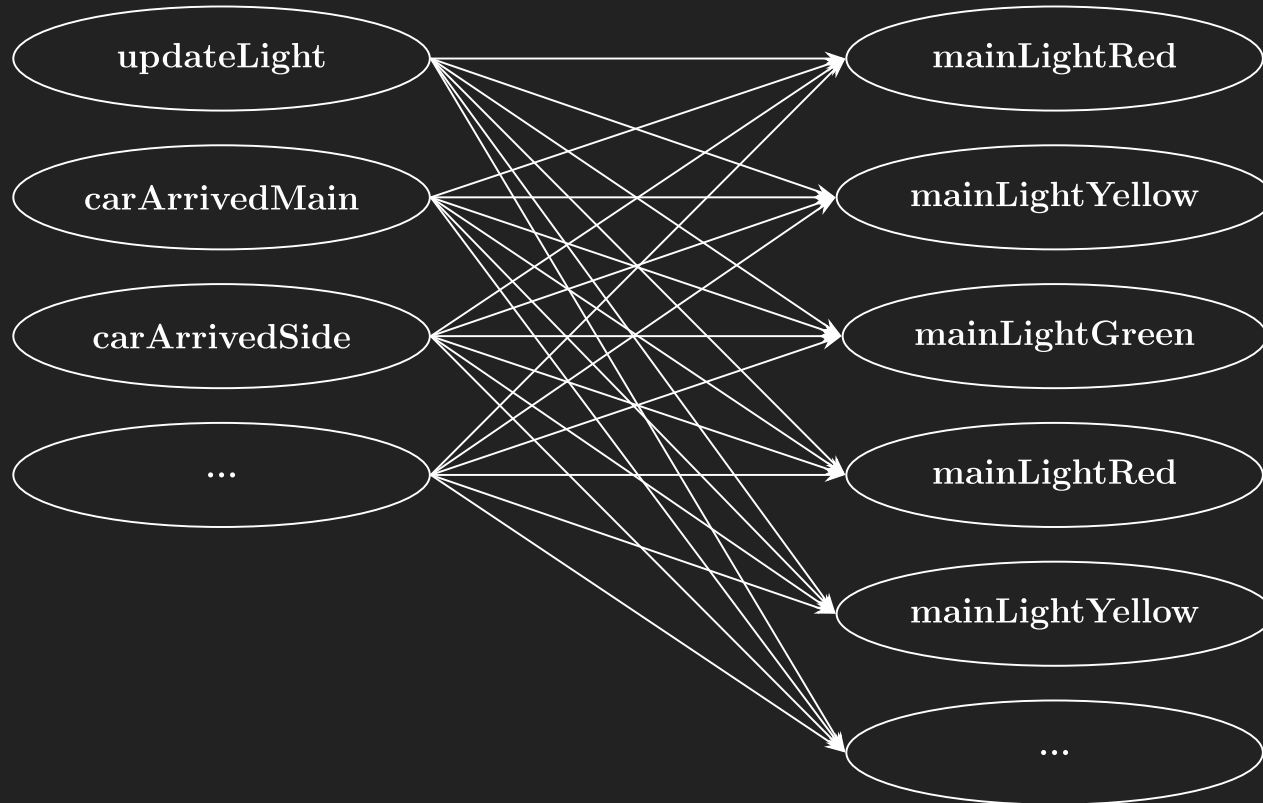 updateLight
carArrivedMain
carArrivedSide
...
mainLightRed
mainLightYellow
mainLightGreen
mainLightRed
mainLightYellow
...